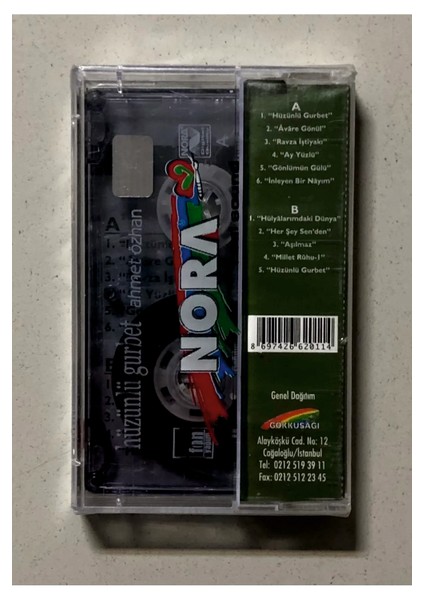 A
1. “Hüzünlü Gurbet”
2. “Âvâre Gönül”
3. “Ravza İştiyakı”
4. “Ay Yüzlü”
5. “Gönlümün Gülü”
6. “İnleyen Bir Nâyım”
B
1. “Hülyâlarımdaki Dünya”
2. “Her Şey Sen’den”
3. “Aşılmaz”
4. “Millet Rûhu-1”
5. “Hüzünlü Gurbet”
8 697426 620114
Genel Dağıtım
GÖKKUŞAĞI
Alayköşkü Cad. No: 12
Cağaloğlu/İstanbul
Tel: 0212 519 39 11
Fax: 0212 512 23 45
NORA
hüzünlü gurbet ahmet özhan
NORA
A